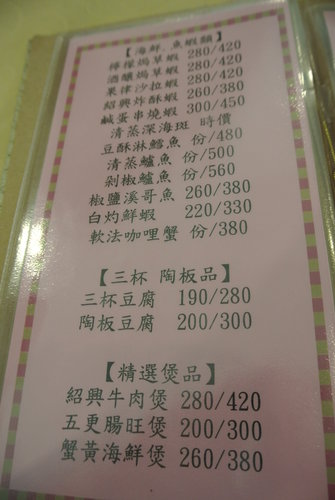 【海鮮.魚蝦類】
檸檬焗草蝦 280/420
酒釀焗草蝦 280/420
果律沙拉蝦 280/420
紹興炸酥蝦 260/380
鹹蛋串燒蝦 300/450
清蒸深海斑 時價
豆酥淋鱈魚 份/480
清蒸鱸魚 份/500
剁椒鱸魚 份/560
椒鹽溪哥魚 260/380
白灼鮮蝦 220/330
軟法咖哩蟹 份/380
【三杯 陶板品】
三杯豆腐 190/280
陶板豆腐 200/300
【精選煲品】
紹興牛肉煲 280/420
五更腸旺煲 200/300
蟹黃海鮮煲 260/380